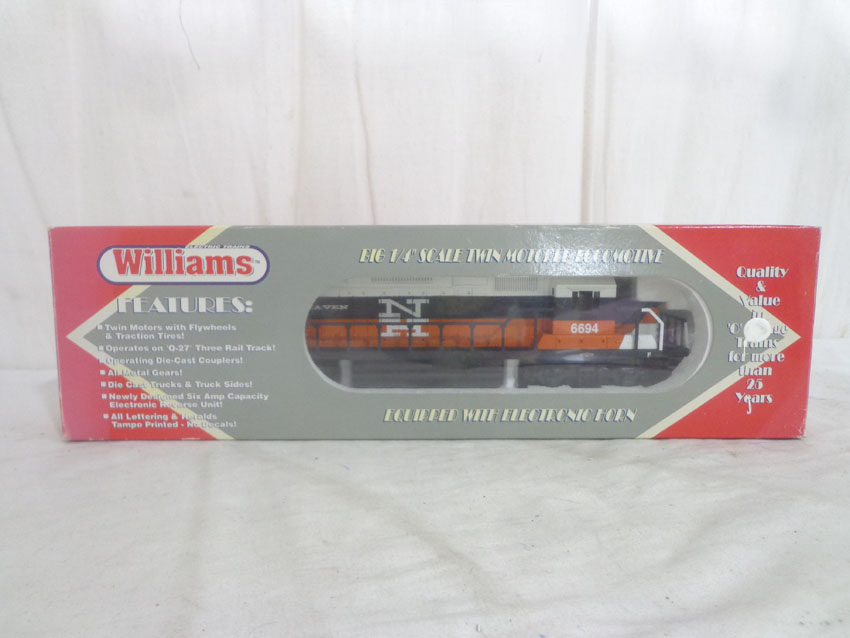 ELECTRIC TRAINS
Williams
FEATURES:
Twin Motors with Flywheels
& Traction Tires!
Operates on 'O-27' Three Rail Track!
Operating Die-Cast Couplers!
All Metal Gears!
Die Cast Trucks & Truck Sides!
Newly Designed Six Amp Capacity
Electronic Reverse Unit!
All Lettering & Heralds
Tampo Printed - No Decals!
BIG 1/4" SCALE TWIN MOTORED LOCOMOTIVE
NH
6694
EQUIPPED WITH ELECTRONIC HORN
Quality
&
Value
in
'O' Gauge
Trains
for more
than
25
Years